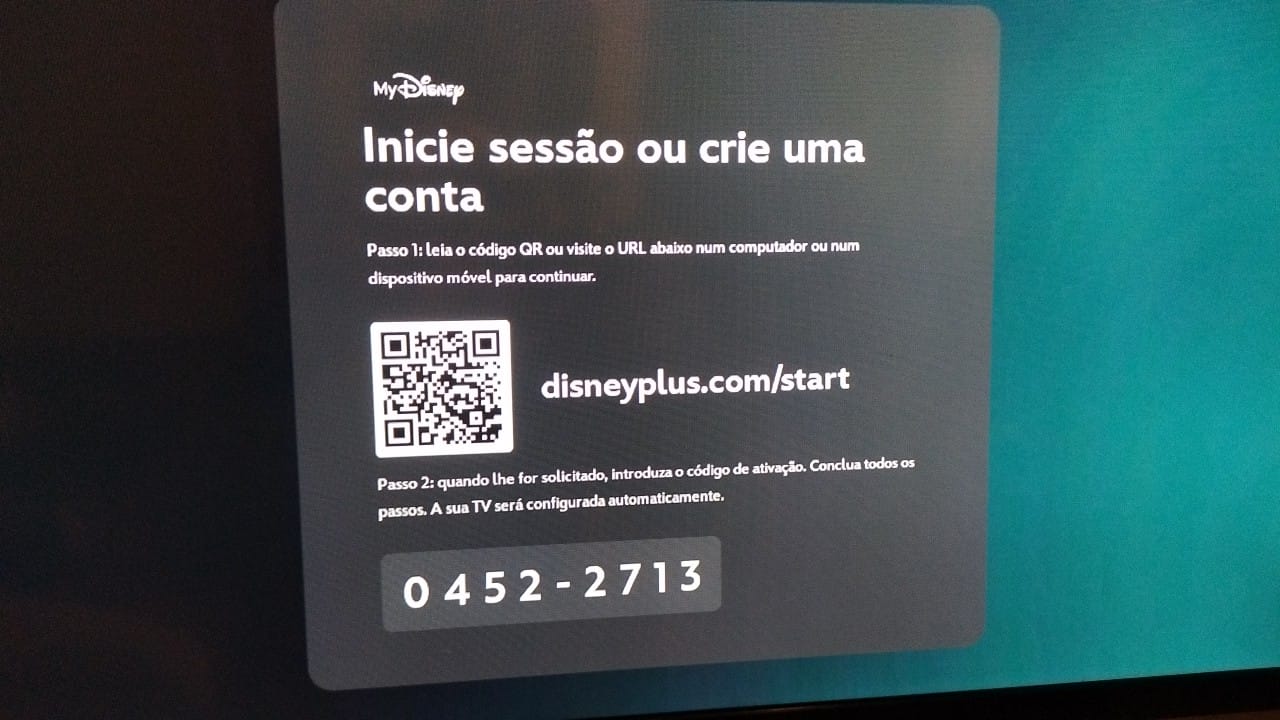 My Disney
Inicie sessão ou crie uma
conta
Passo 1: leia o código QR ou visite o URL abaixo num computador ou num
dispositivo móvel para continuar.
disneyplus.com/start
Passo 2: quando lhe for solicitado, introduza o código de ativação. Conclua todos os
passos. A sua TV será configurada automaticamente.
0452-2713